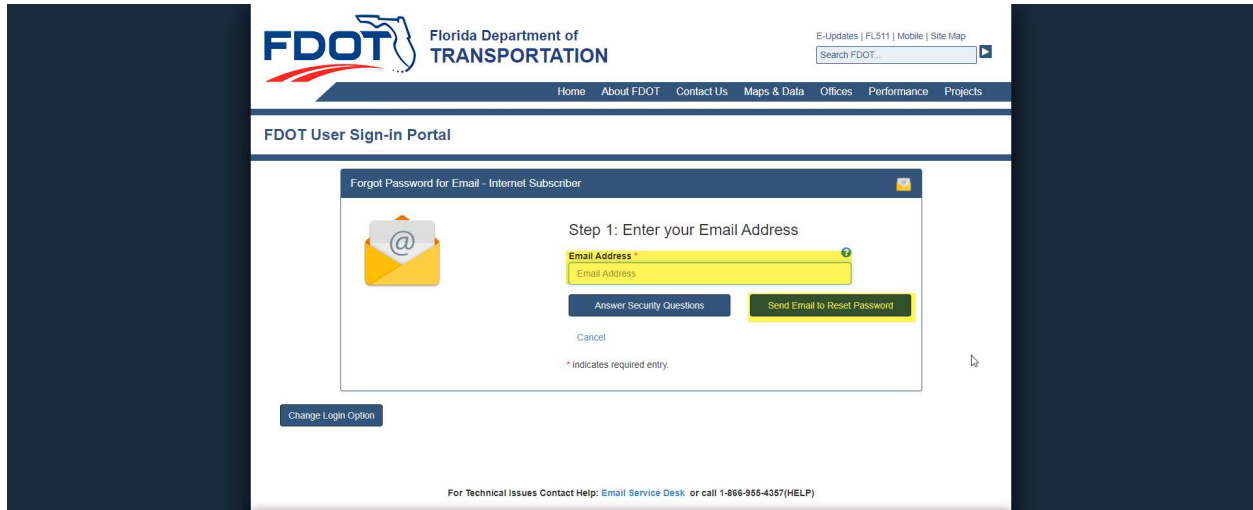 FDOT
Florida Department of
TRANSPORTATION
E-Updates | FL511 | Mobile | Site Map
Search FDOT...
Home About FDOT Contact Us Maps & Data Offices Performance Projects
FDOT User Sign-in Portal
Forgot Password for Email - Internet Subscriber
@
Step 1: Enter your Email Address
Email Address *
?
Email Address
Answer Security Questions
Send Email to Reset Password
Cancel
* indicates required entry.
Change Login Option
For Technical Issues Contact Help: Email Service Desk or call 1-866-955-4357(HELP)